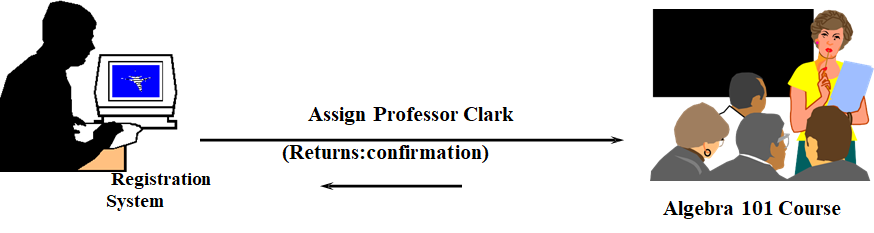 Assign Professor Clark
(Returns:confirmation)
Registration
System
Algebra 101 Course